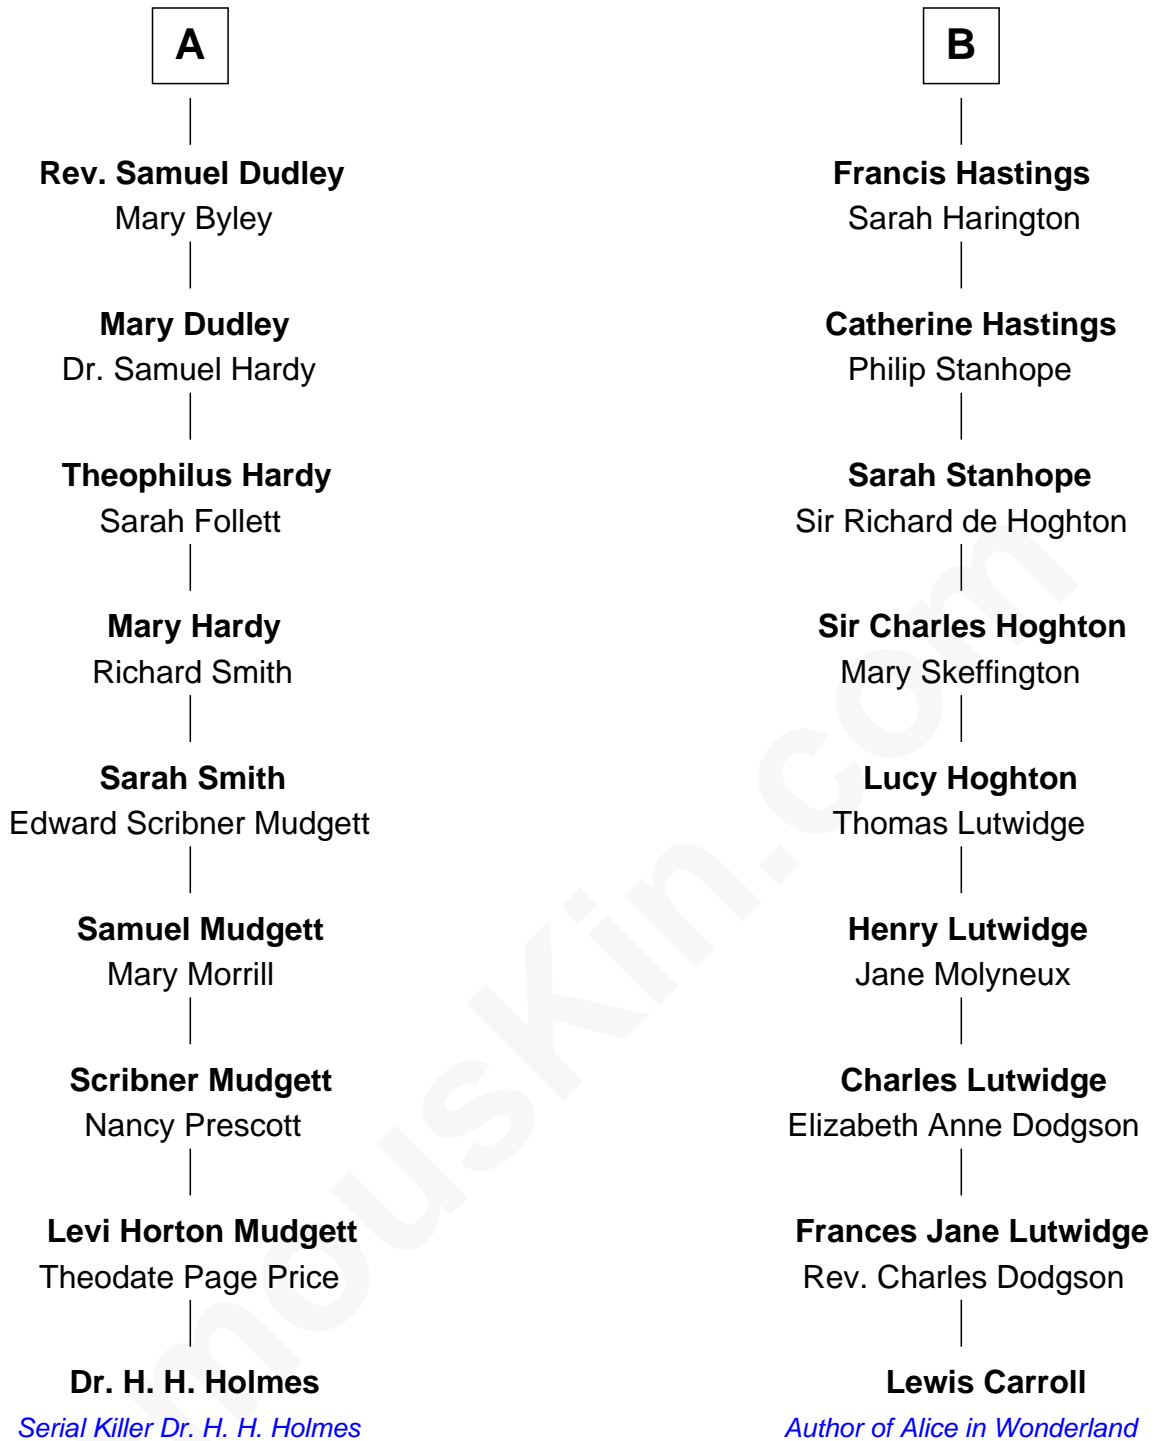 A
Rev. Samuel Dudley
Mary Byley
Mary Dudley
Dr. Samuel Hardy
Theophilus Hardy
Sarah Follett
Mary Hardy
Richard Smith
Sarah Smith
Edward Scribner Mudgett
Samuel Mudgett
Mary Morrill
Scribner Mudgett
Nancy Prescott
Levi Horton Mudgett
Theodate Page Price
Dr. H. H. Holmes
Serial Killer Dr. H. H. Holmes
B
Francis Hastings
Sarah Harington
Catherine Hastings
Philip Stanhope
Sarah Stanhope
Sir Richard de Hoghton
Sir Charles Hoghton
Mary Skeffington
Lucy Hoghton
Thomas Lutwidge
Henry Lutwidge
Jane Molyneux
Charles Lutwidge
Elizabeth Anne Dodgson
Frances Jane Lutwidge
Rev. Charles Dodgson
Lewis Carroll
Author of Alice in Wonderland
mousKin.com